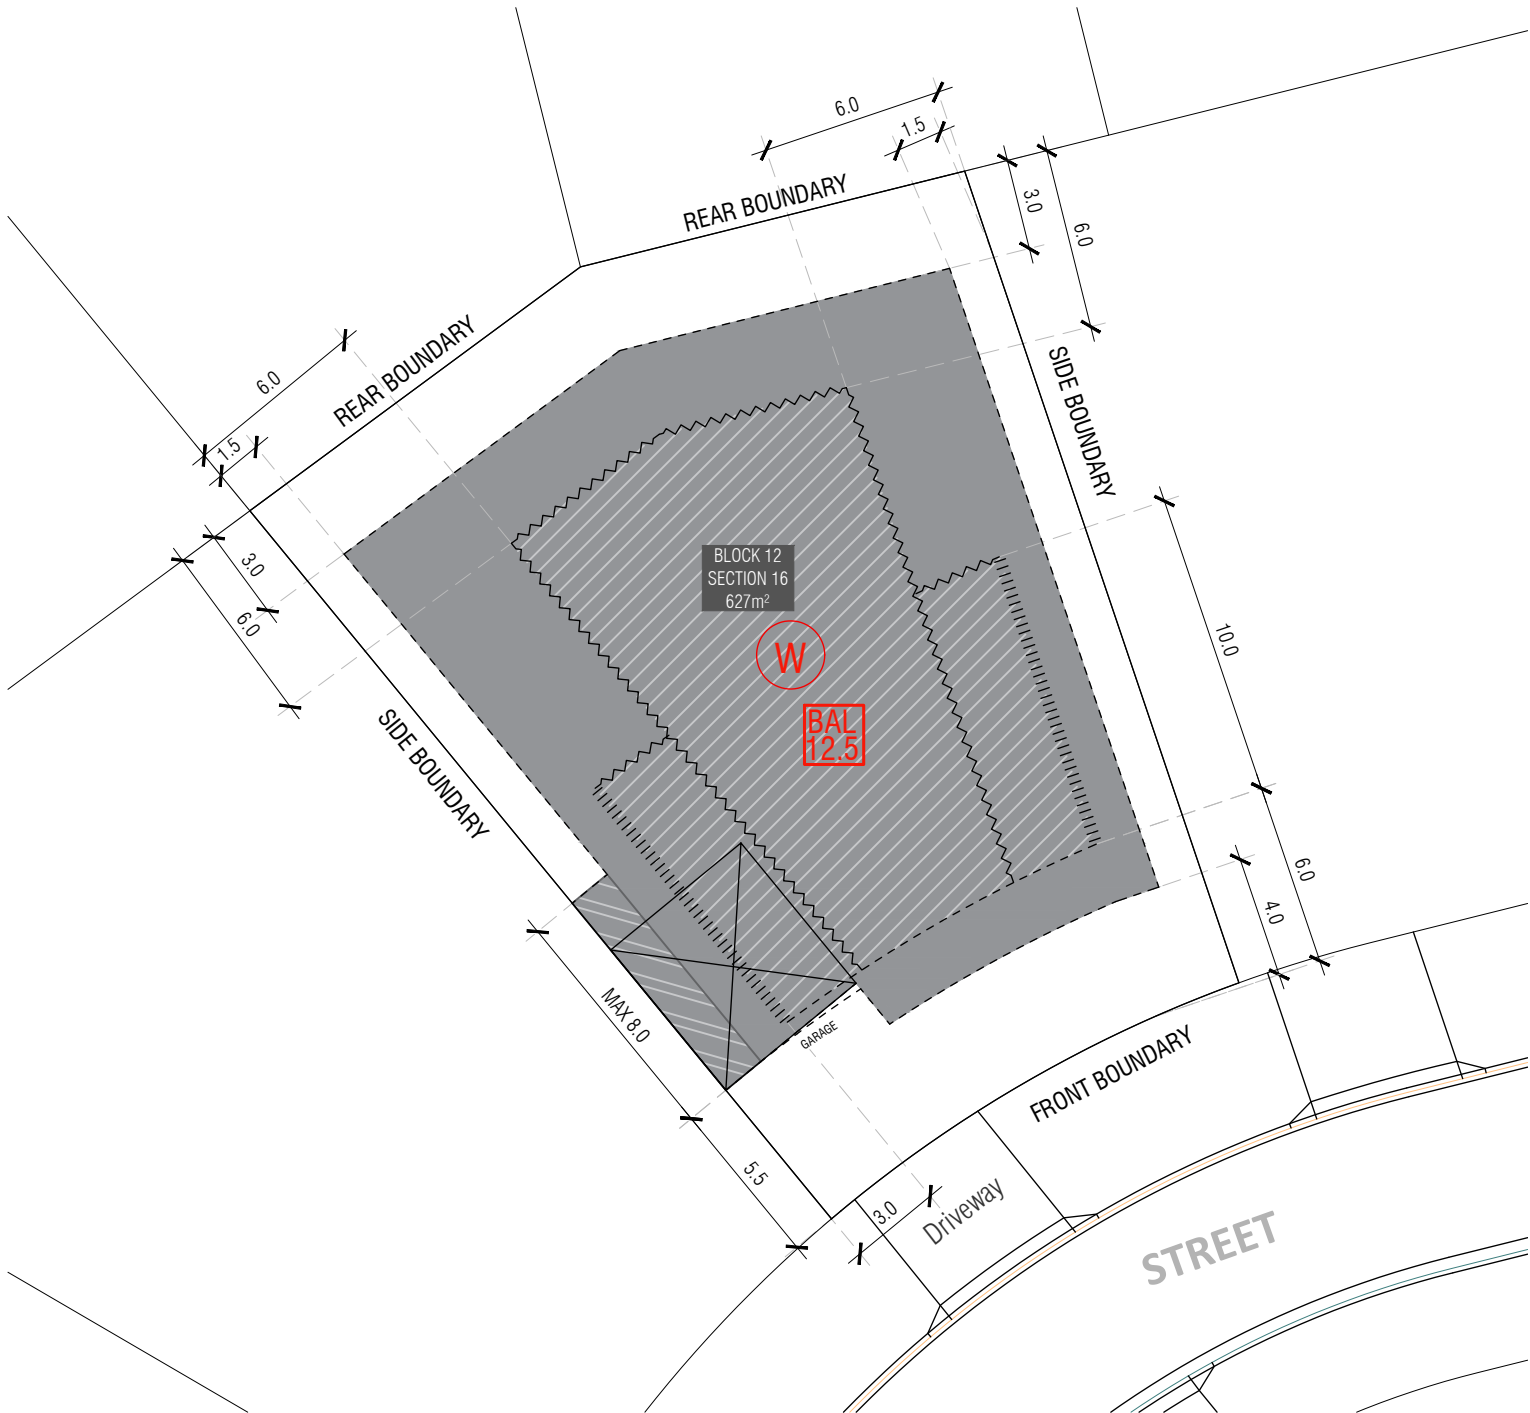 6.0
1.5
REAR BOUNDARY
3.0
6.0
REAR BOUNDARY
6.0
1.5
SIDE BOUNDARY
3.0
6.0
BLOCK 12
SECTION 16
627m²
W
BAL
12.5
10.0
SIDE BOUNDARY
6.0
4.0
MAX 8.0
GARAGE
FRONT BOUNDARY
5.5
3.0
Driveway
STREET